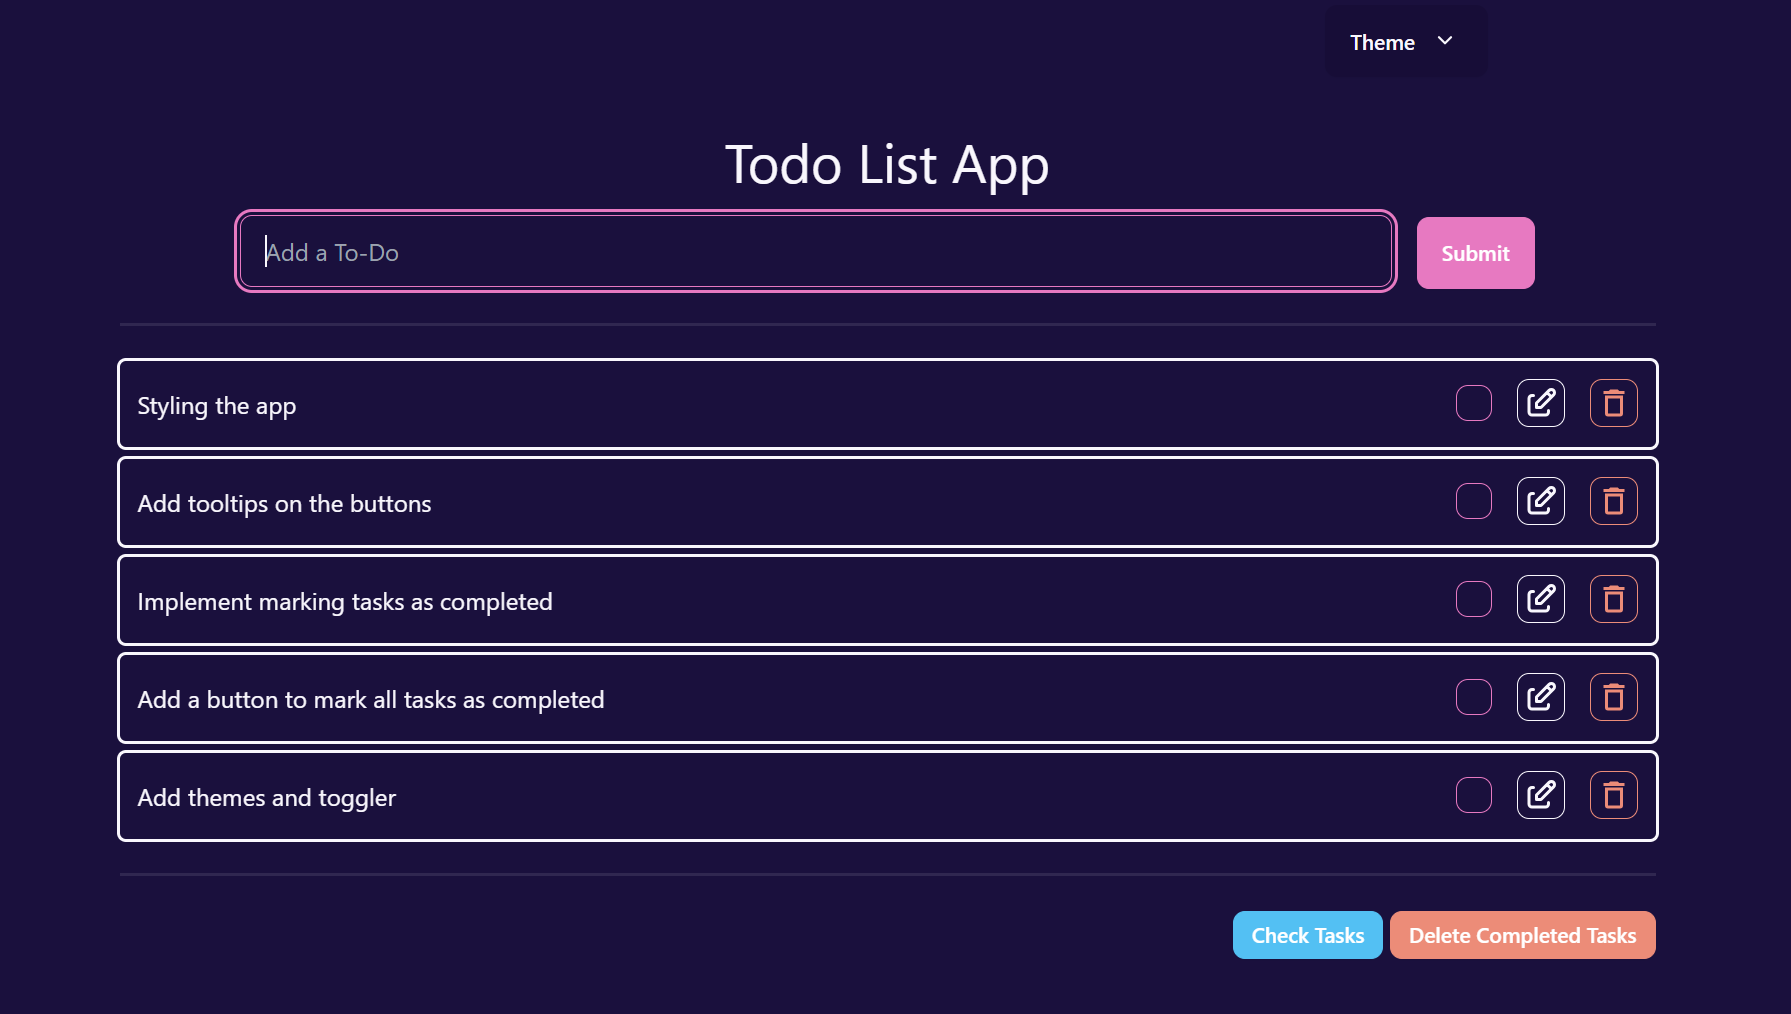 Theme
Todo List App
Add a To-Do
Submit
Styling the app
Add tooltips on the buttons
Implement marking tasks as completed
Add a button to mark all tasks as completed
Add themes and toggler
Check Tasks
Delete Completed Tasks